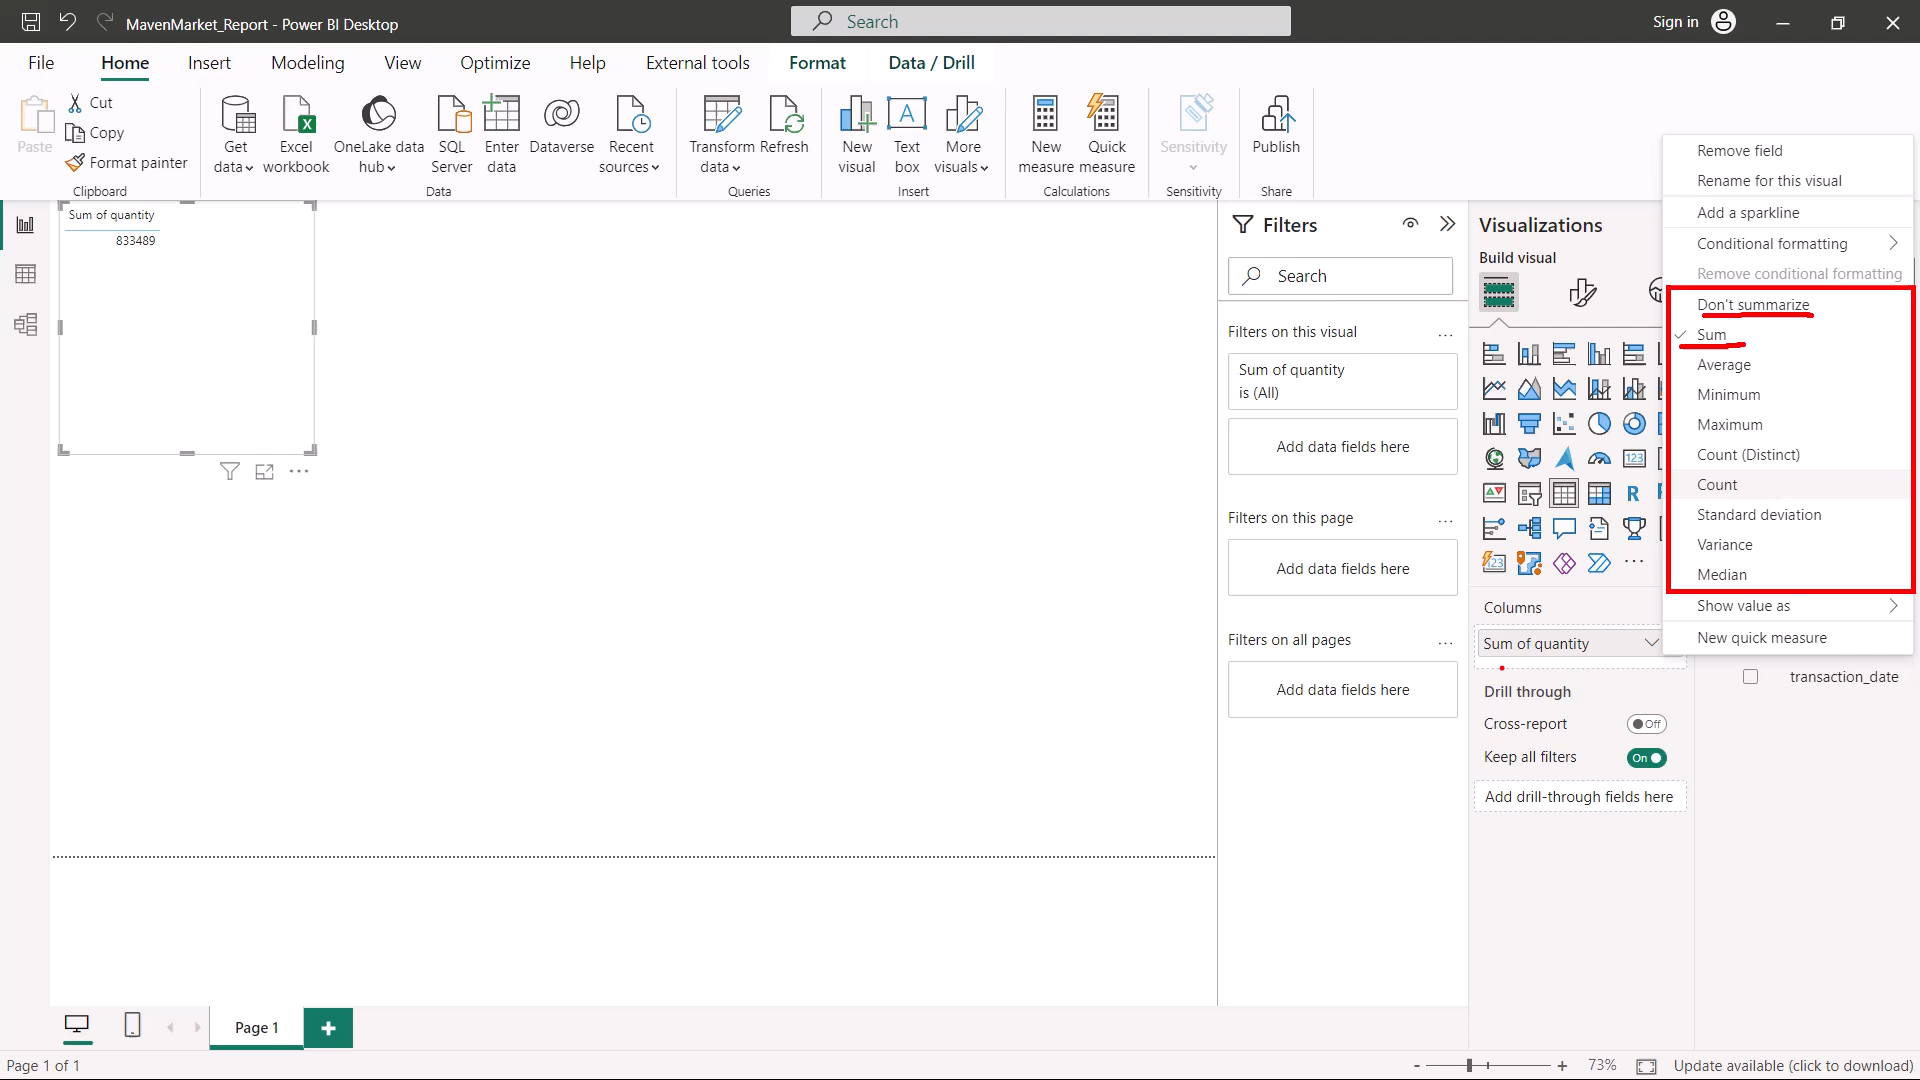 MavenMarket_Report - Power BI Desktop
Search
Sign in
File
Home
Insert
Modeling
View
Optimize
Help
External tools
Format
Data / Drill
Paste
Cut
Copy
Format painter
Clipboard
Get
data
Excel
workbook
OneLake data
hub
SQL
Server
Enter
data
Dataverse
Recent
sources
Data
Transform
data
Refresh
Queries
New
visual
Text
box
More
visuals
Insert
New
measure
Quick
measure
Calculations
Sensitivity
Sensitivity
Publish
Share
Sum of quantity
833489
Filters
Search
Filters on this visual
...
Sum of quantity
is (All)
Add data fields here
Filters on this page
...
Add data fields here
Filters on all pages
...
Add data fields here
Visualizations
Build visual
Columns
Sum of quantity
Drill through
Cross-report
Off
Keep all filters
On
Add drill-through fields here
Remove field
Rename for this visual
Add a sparkline
Conditional formatting
Remove conditional formatting
Don't summarize
Sum
Average
Minimum
Maximum
Count (Distinct)
Count
Standard deviation
Variance
Median
Show value as
New quick measure
transaction_date
Page 1
Page 1 of 1
- + 73%
Update available (click to download)